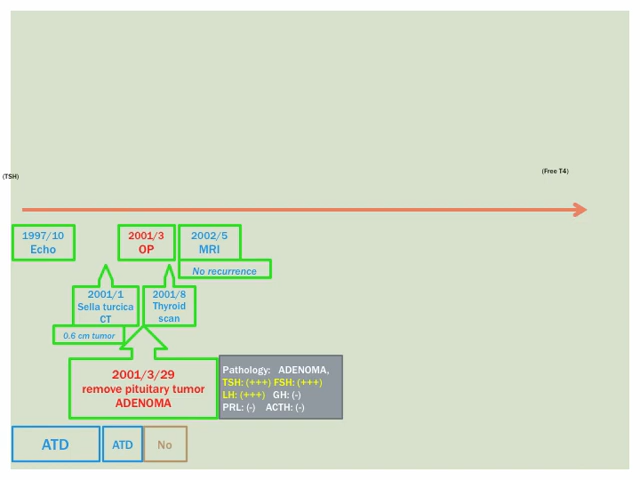 (Free T4)
(TSH)
1997/10
Echo
2001/3
OP
2002/5
MRI
No recurrence
2001/1
Sella turcica
CT
2001/8
Thyroid
scan
0.6 cm tumor
2001/3/29
remove pituitary tumor
ADENOMA
Pathology: ADENOMA,
TSH: (+++) FSH: (+++)
LH: (+++) GH: (-)
PRL: (-) ACTH: (-)
ATD
ATD
No